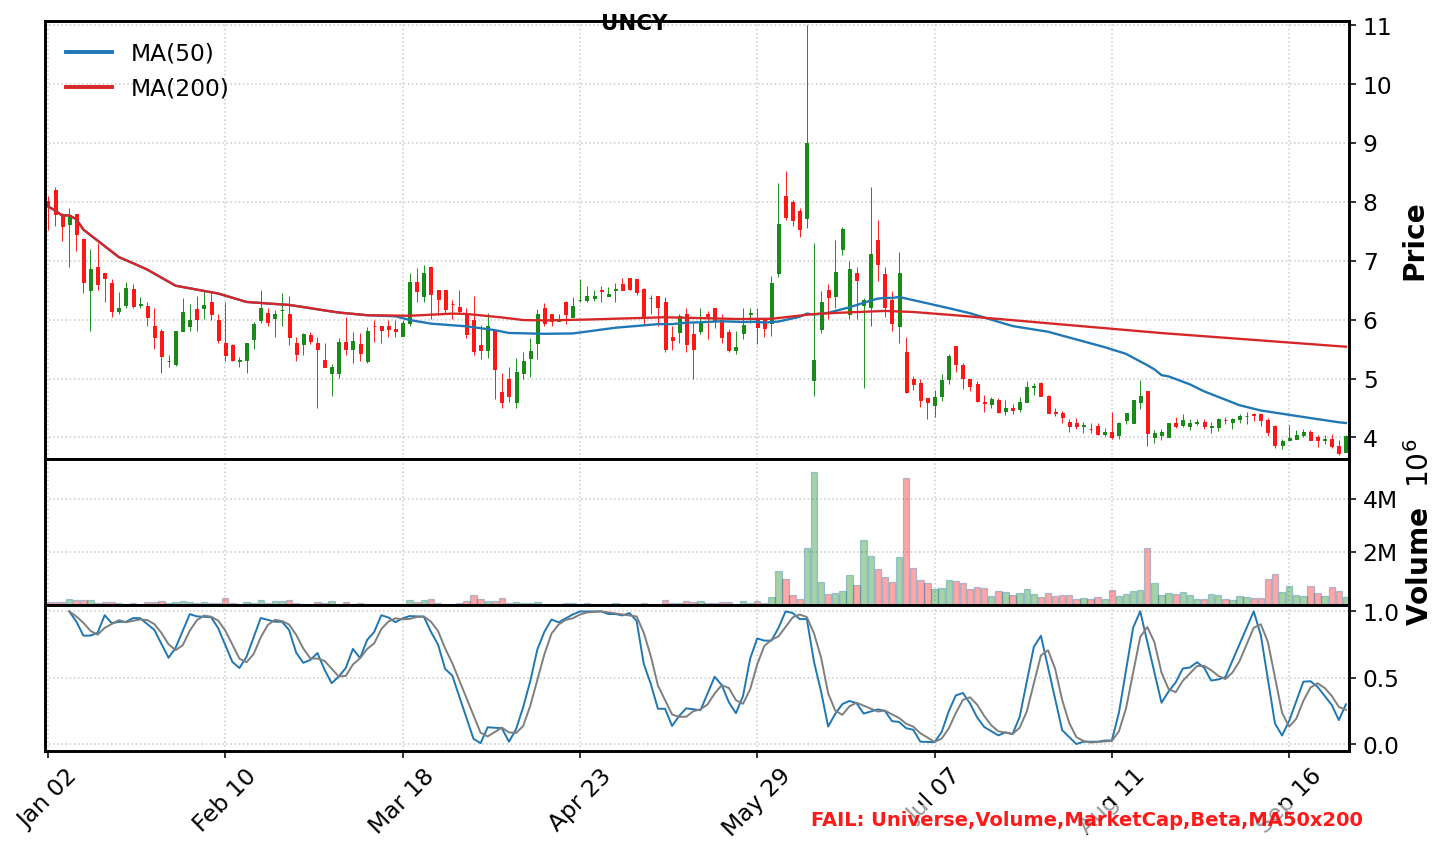 UNCY
MA(50)
MA(200)
11
10
9
8
7
6
5
4
Price
4M
2M
Volume 10^6
1.0
0.5
0.0
Jan 02
Feb 10
Mar 18
Apr 23
May 29
Jul 07
Aug 11
Sep 16
FAIL: Universe,Volume,MarketCap,Beta,MA50x200